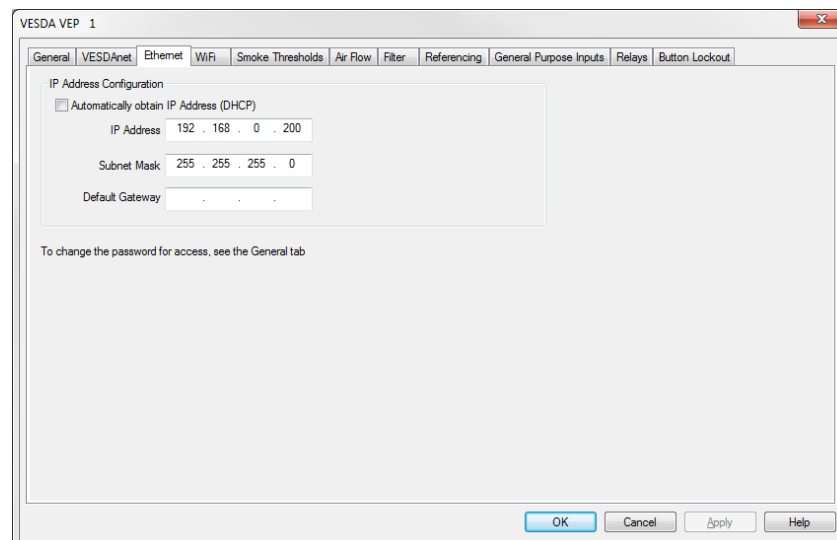 VESDA VEP 1
General VESDAnet Ethernet WiFi Smoke Thresholds Air Flow Filter Referencing General Purpose Inputs Relays Button Lockout
IP Address Configuration
Automatically obtain IP Address (DHCP)
IP Address 192 . 168 . 0 . 200
Subnet Mask 255 . 255 . 255 . 0
Default Gateway . . .
To change the password for access, see the General tab
OK Cancel Apply Help